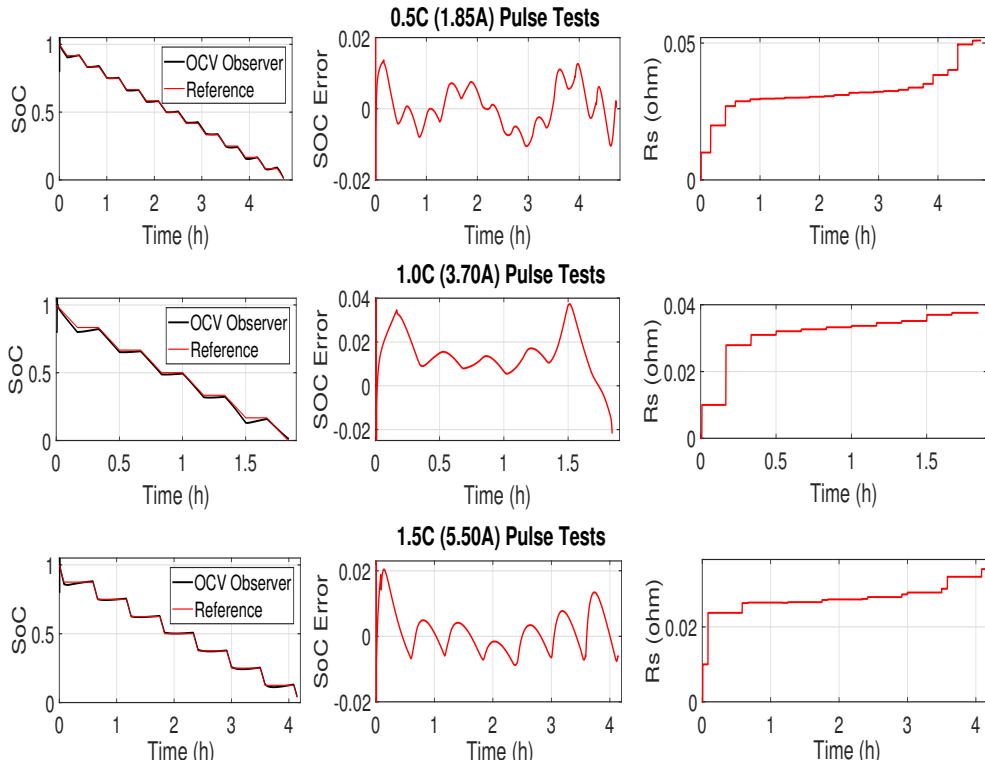 0.5C (1.85A) Pulse Tests
SoC
1
0.5
0
OCV Observer
Reference
0 1 2 3 4
Time (h)
SOC Error
0.02
0
-0.02
0 1 2 3 4
Time (h)
Rs (ohm)
0.05
0
0 1 2 3 4
Time (h)
1.0C (3.70A) Pulse Tests
SoC
1
0.5
0
OCV Observer
Reference
0 0.5 1 1.5
Time (h)
SOC Error
0.04
0.02
0
-0.02
0 0.5 1 1.5
Time (h)
Rs (ohm)
0.04
0.02
0
0 0.5 1 1.5
Time (h)
1.5C (5.50A) Pulse Tests
SoC
1
0.5
0
OCV Observer
Reference
0 1 2 3 4
Time (h)
SoC Error
0.02
0
-0.02
0 1 2 3 4
Time (h)
Rs (ohm)
0.02
0
0 1 2 3 4
Time (h)